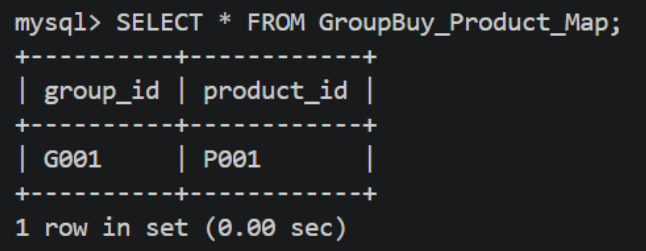 mysql> SELECT * FROM GroupBuy_Product_Map;
+----------+------------+
| group_id | product_id |
+----------+------------+
| G001     | P001       |
+----------+------------+
1 row in set (0.00 sec)